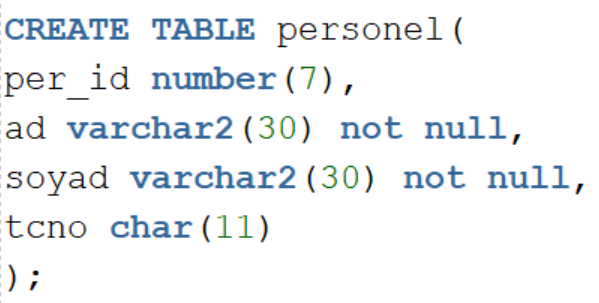 CREATE TABLE personel(
per_id number(7),
ad varchar2(30) not null,
soyad varchar2(30) not null,
tcno char(11)
);